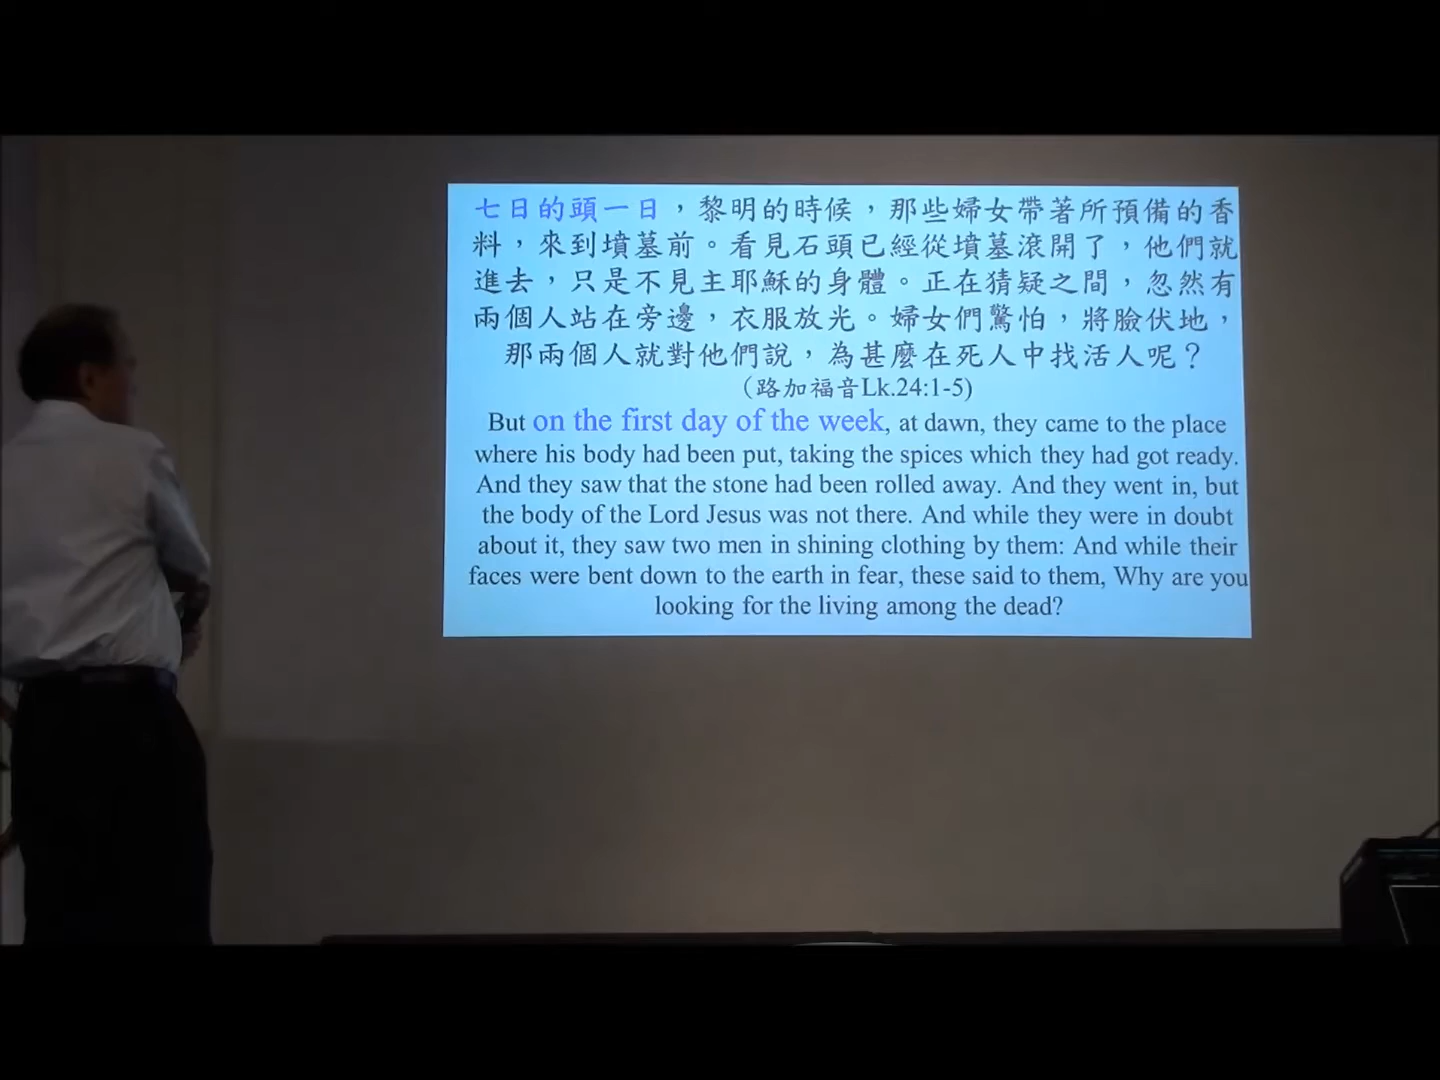 七日的頭一日，黎明的時候，那些婦女帶著所預備的香
料，來到墳墓前。看見石頭已經從墳墓滾開了，他們就
進去，只是不見主耶穌的身體。正在猜疑之間，忽然有
兩個人站在旁邊，衣服放光。婦女們驚怕，將臉伏地，
那兩個人就對他們說，為甚麼在死人中找活人呢？
（路加福音Lk.24:1-5)
But on the first day of the week, at dawn, they came to the place
where his body had been put, taking the spices which they had got ready.
And they saw that the stone had been rolled away. And they went in, but
the body of the Lord Jesus was not there. And while they were in doubt
about it, they saw two men in shining clothing by them: And while their
faces were bent down to the earth in fear, these said to them, Why are you
looking for the living among the dead?